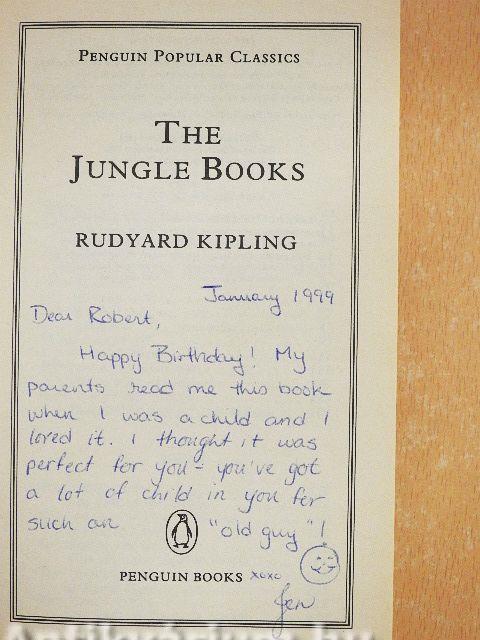 PENGUIN POPULAR CLASSICS
THE
JUNGLE BOOKS
RUDYARD KIPLING
January 1999
Dear Robert,
Happy Birthday! My
parents read me this book
when I was a child and I
loved it. I thought it was
perfect for you - you've got
a lot of child in you for
such an "old guy"!
PENGUIN BOOKS xoxo
Jen